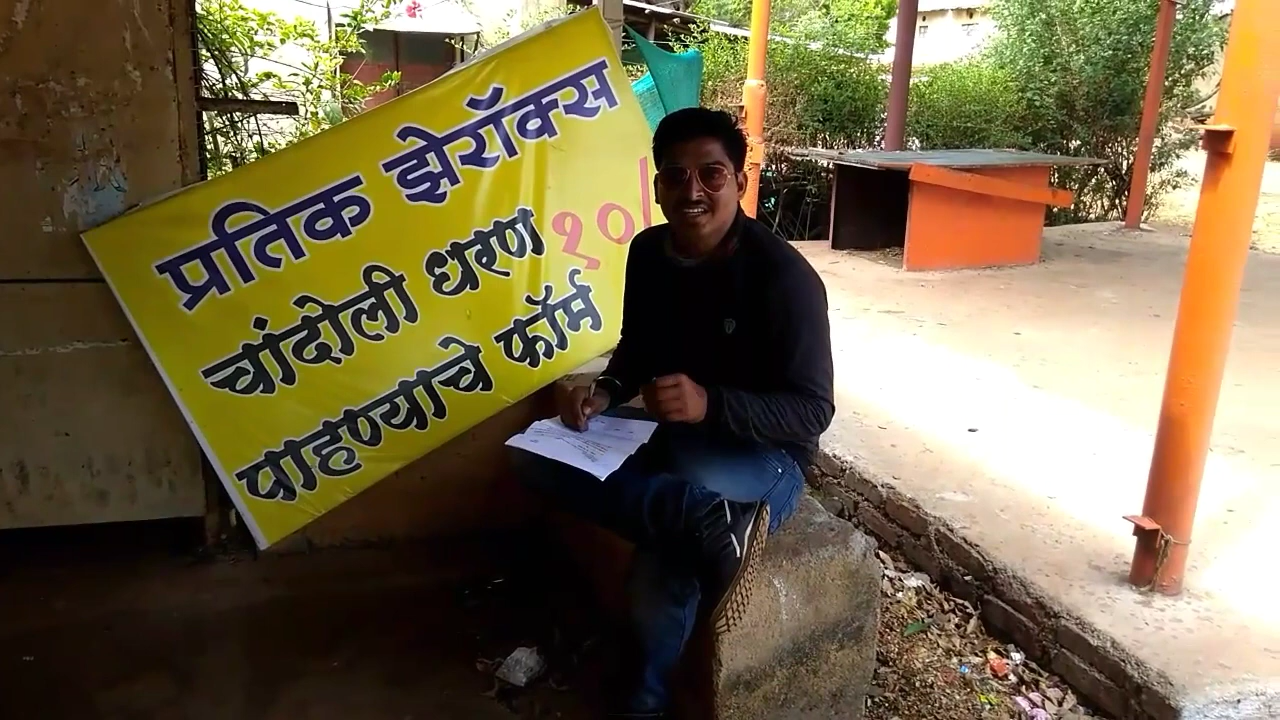 प्रतिक झेरॉक्स
चांदोली धरण १०/
पाहण्याचे फॉर्म